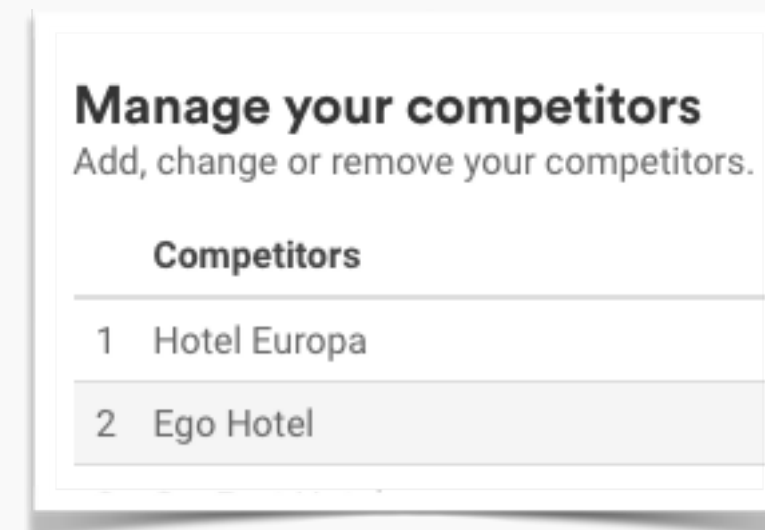 Manage your competitors
Add, change or remove your competitors.
Competitors
1 Hotel Europa
2 Ego Hotel